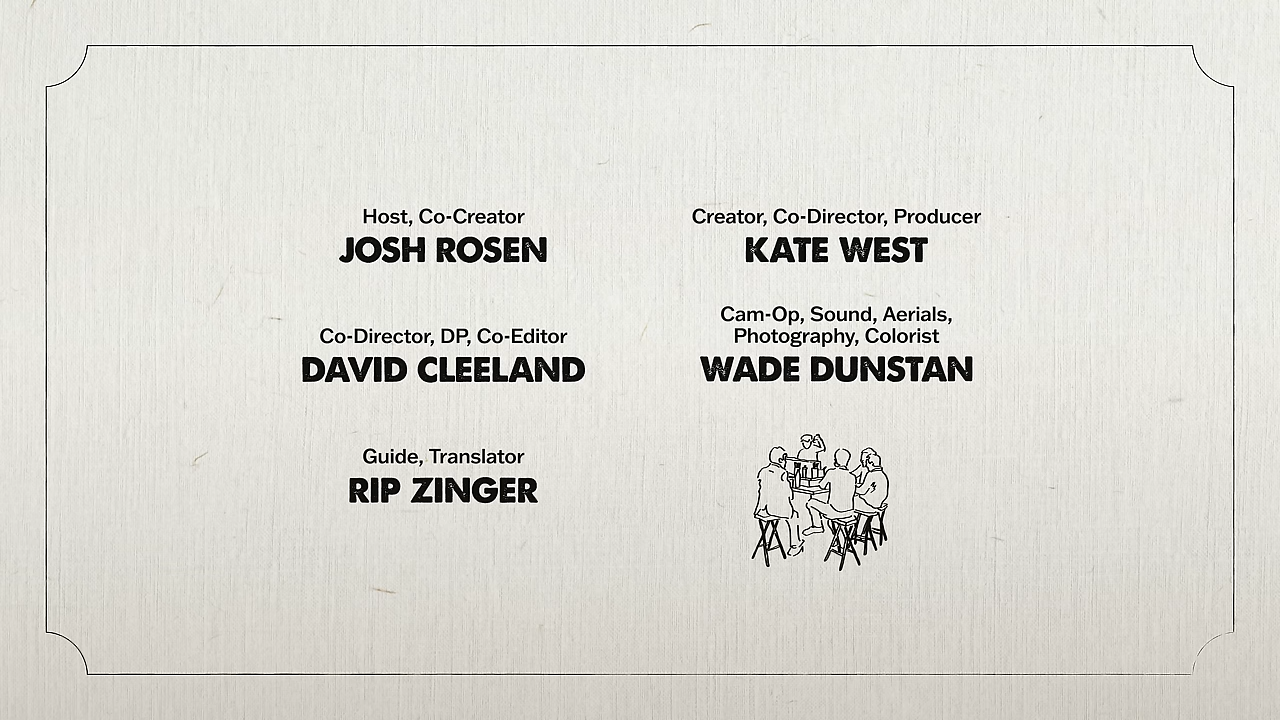 Host, Co-Creator
JOSH ROSEN
Creator, Co-Director, Producer
KATE WEST
Co-Director, DP, Co-Editor
DAVID CLEELAND
Cam-Op, Sound, Aerials,
Photography, Colorist
WADE DUNSTAN
Guide, Translator
RIP ZINGER